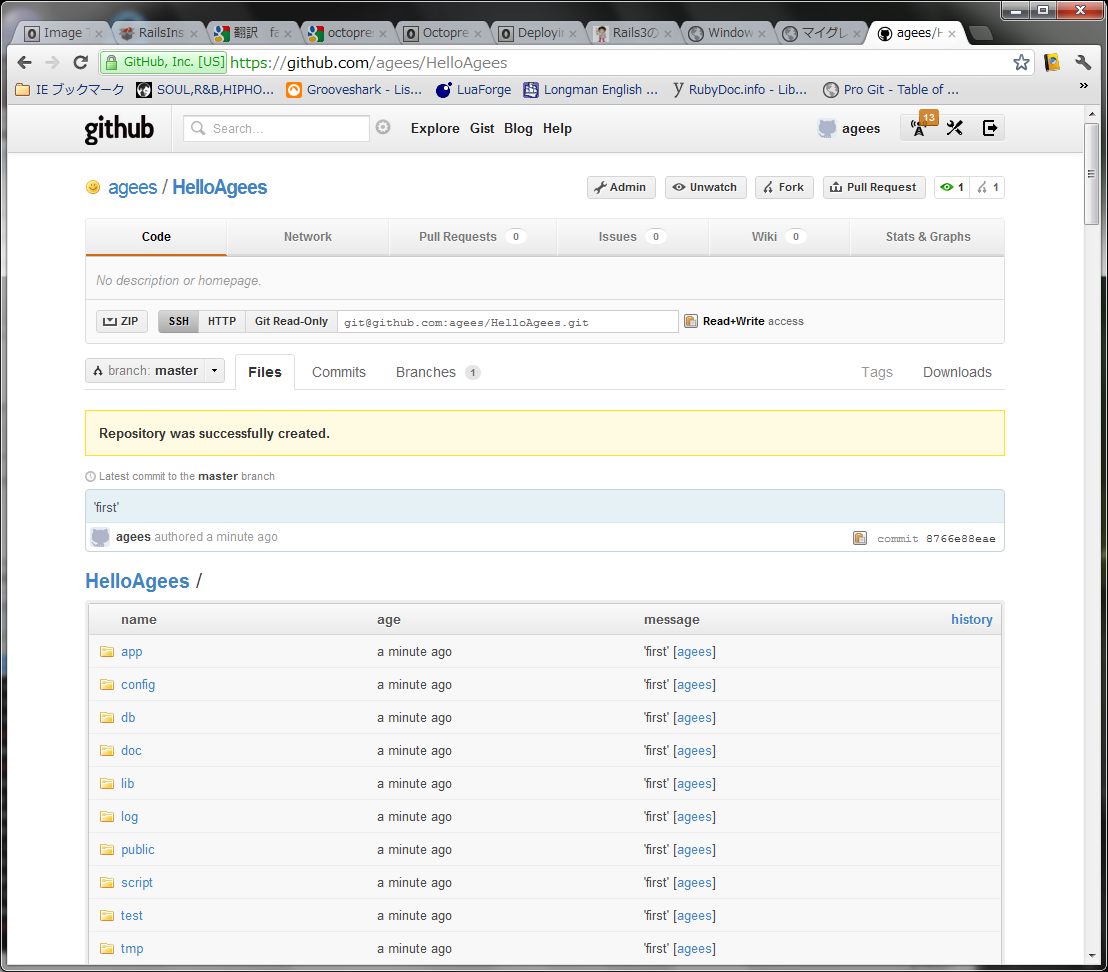 Image T
RailsIns
翻訳 fa
octopres
Octopre
Deployin
Rails3の
Window
マイグレ
agees/H
GitHub, Inc. [US] https://github.com/agees/HelloAgees
IE ブックマーク SOUL,R&B,HIPHO... Grooveshark - Lis... LuaForge Longman English ... RubyDoc.info - Lib... Pro Git - Table of ... »
github Search... Explore Gist Blog Help agees 13
agees / HelloAgees Admin Unwatch Fork Pull Request 1 1
Code Network Pull Requests 0 Issues 0 Wiki 0 Stats & Graphs
No description or homepage.
ZIP SSH HTTP Git Read-Only git@github.com:agees/HelloAgees.git Read+Write access
branch: master Files Commits Branches 1 Tags Downloads
Repository was successfully created.
Latest commit to the master branch
'first'
agees authored a minute ago commit 8766e88eae
HelloAgees /
name age message history
app a minute ago 'first' [agees]
config a minute ago 'first' [agees]
db a minute ago 'first' [agees]
doc a minute ago 'first' [agees]
lib a minute ago 'first' [agees]
log a minute ago 'first' [agees]
public a minute ago 'first' [agees]
script a minute ago 'first' [agees]
test a minute ago 'first' [agees]
tmp a minute ago 'first' [agees]